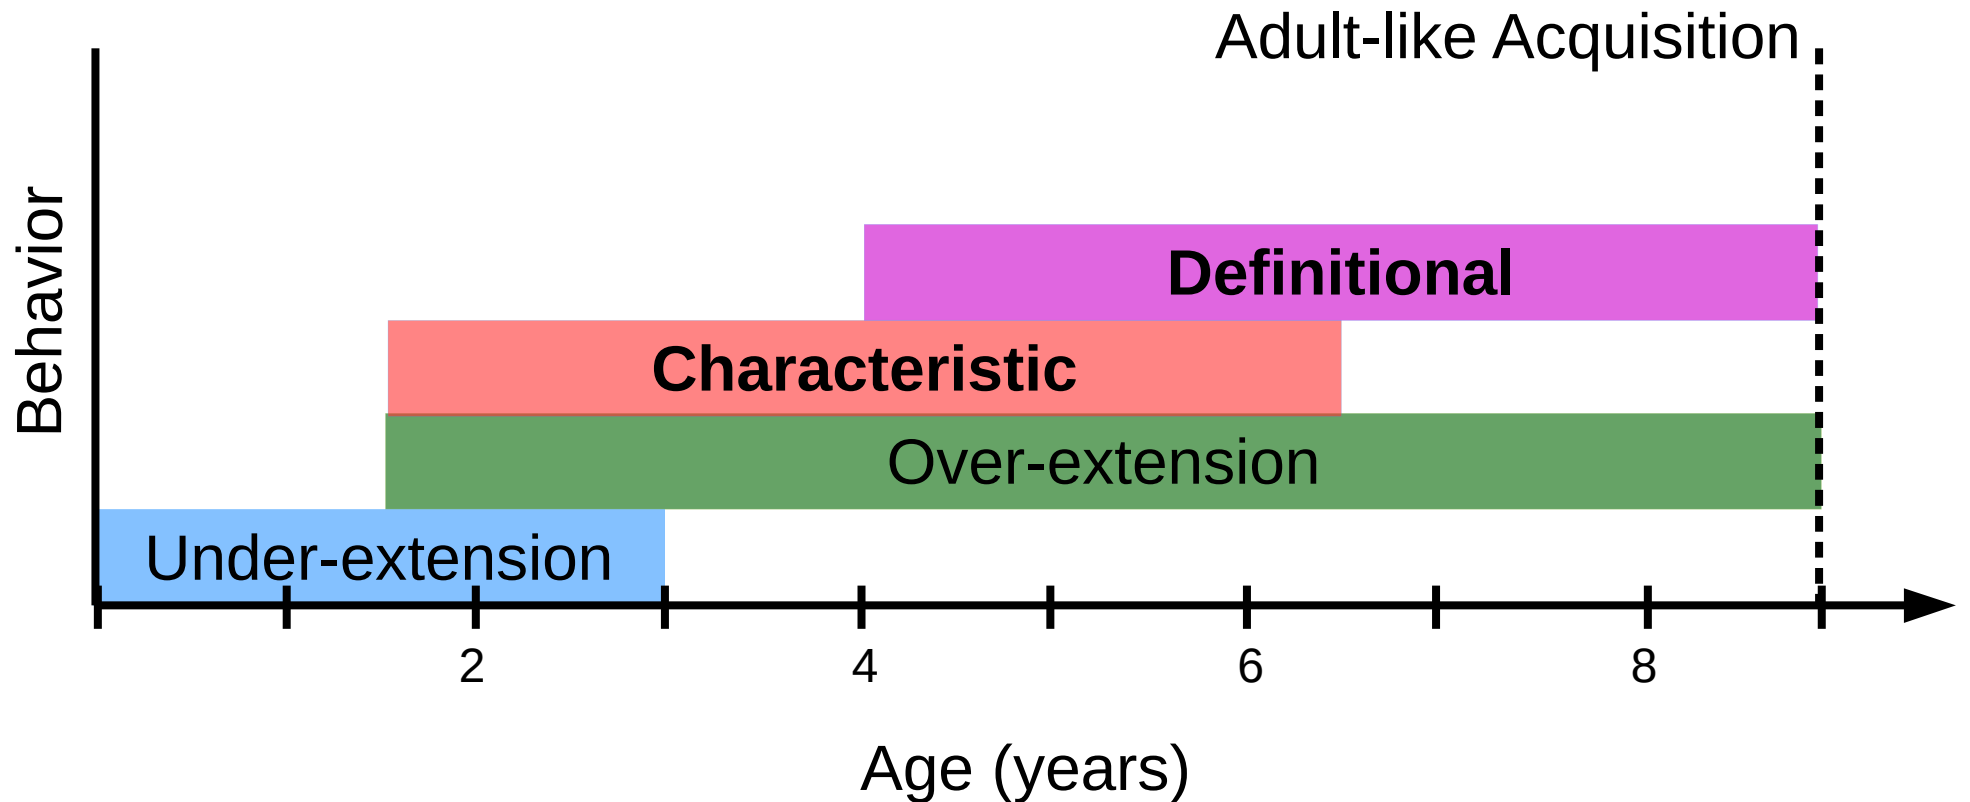 Adult-like Acquisition
Behavior
Definitional
Characteristic
Over-extension
Under-extension
2
4
6
8
Age (years)